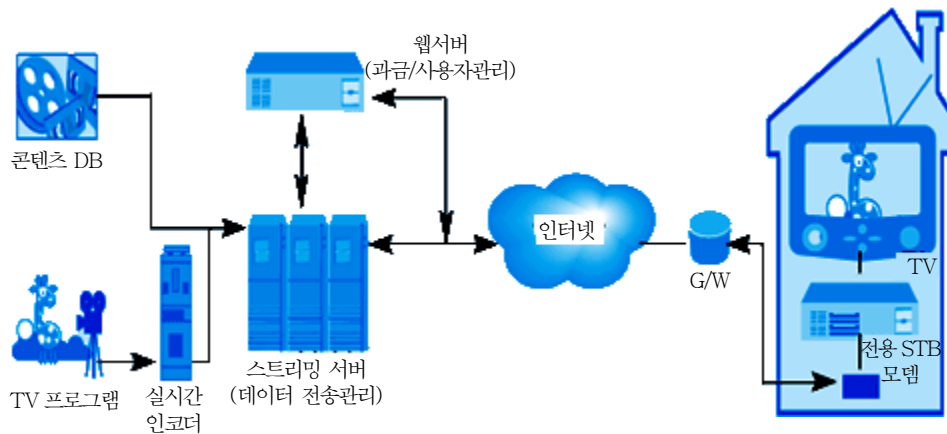 웹서버
(과금/사용자관리)
콘텐츠 DB
인터넷
G/W
TV
전용 STB
모뎀
TV 프로그램
실시간
인코더
스트리밍 서버
(데이터 전송관리)